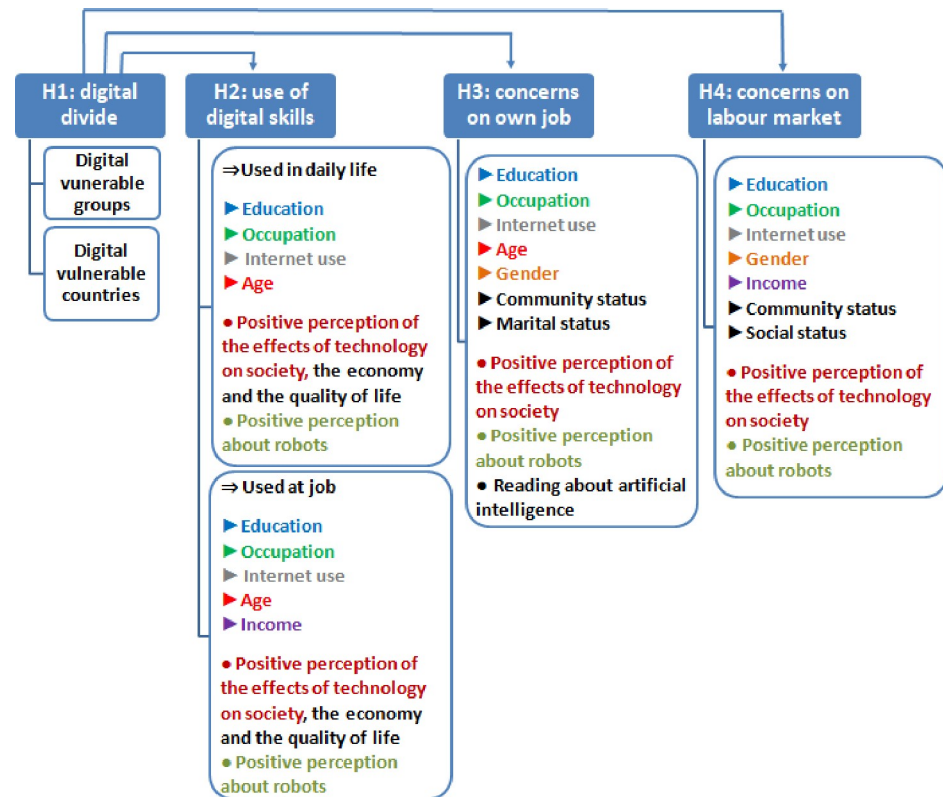 H1: digital
divide
Digital
vunerable
groups
Digital
vulnerable
countries
H2: use of
digital skills
⇒Used in daily life
►Education
►Occupation
► Internet use
►Age
● Positive perception of
the effects of technology
on society, the economy
and the quality of life
● Positive perception
about robots
⇒ Used at job
►Education
►Occupation
► Internet use
►Age
►Income
● Positive perception of
the effects of technology
on society, the economy
and the quality of life
● Positive perception
about robots
H3: concerns
on own job
►Education
►Occupation
►Internet use
►Age
►Gender
►Community status
►Marital status
● Positive perception of
the effects of technology
on society
● Positive perception
about robots
● Reading about artificial
intelligence
H4: concerns on
labour market
►Education
►Occupation
►Internet use
►Gender
►Income
►Community status
►Social status
● Positive perception of
the effects of technology
on society
● Positive perception
about robots